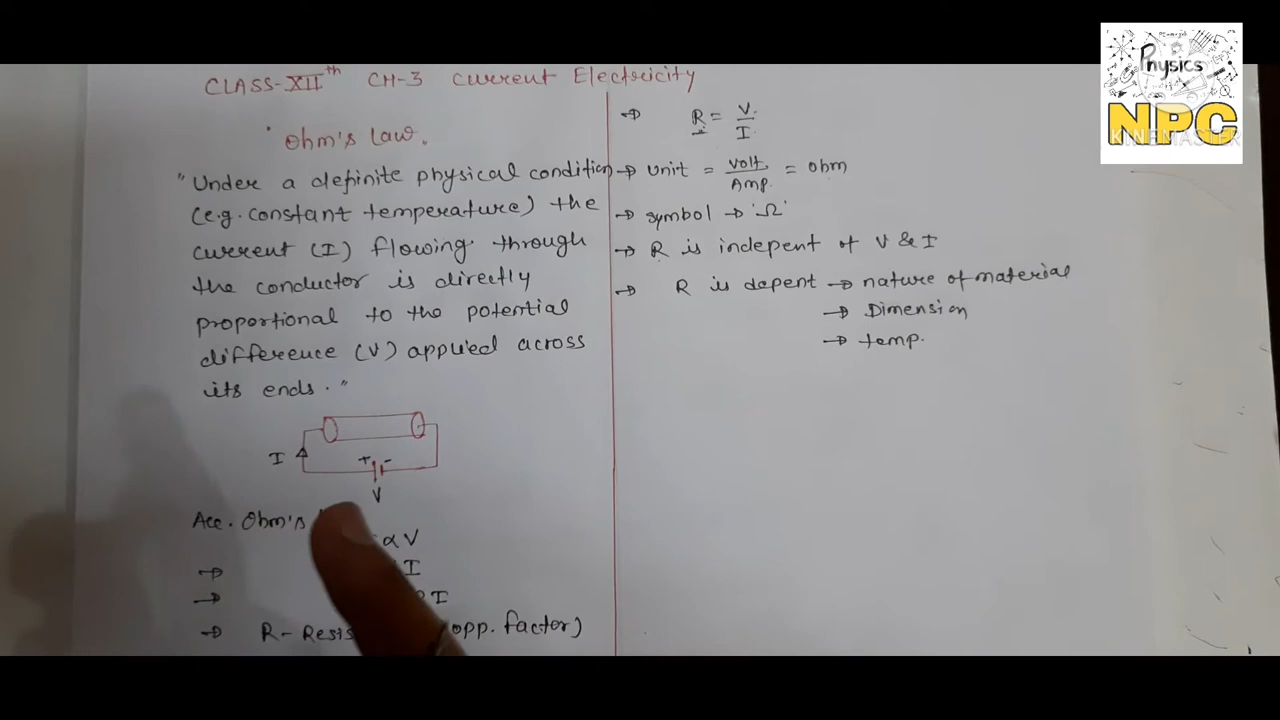 CLASS-XIIth CH-3 Current Electricity
Ohm's Law.
"Under a definite physical condition
(e.g. constant temperature) the
current (I) flowing through
the conductor is directly
proportional to the potential
difference (V) applied across
its ends."
I
+ -
V
Acc. Ohm's
∝ V
→ I
→ I
→ R- (opp. factor)
→ R = V/I
→ unit = volt/Amp. = ohm
→ symbol → 'Ω'
→ R is indepent of V & I
→ R is depent → nature of material
→ Dimension
→ temp.
Physics
NPC
KINEMASTER